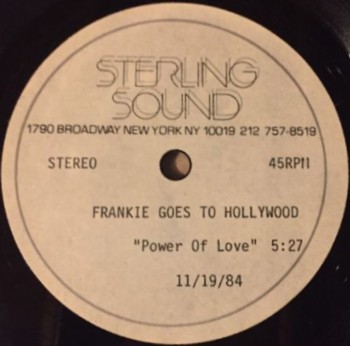 STERLING
SOUND
1790 BROADWAY NEW YORK NY 10019 212 757-8519
STEREO 45RPM
FRANKIE GOES TO HOLLYWOOD
"Power Of Love" 5:27
11/19/84